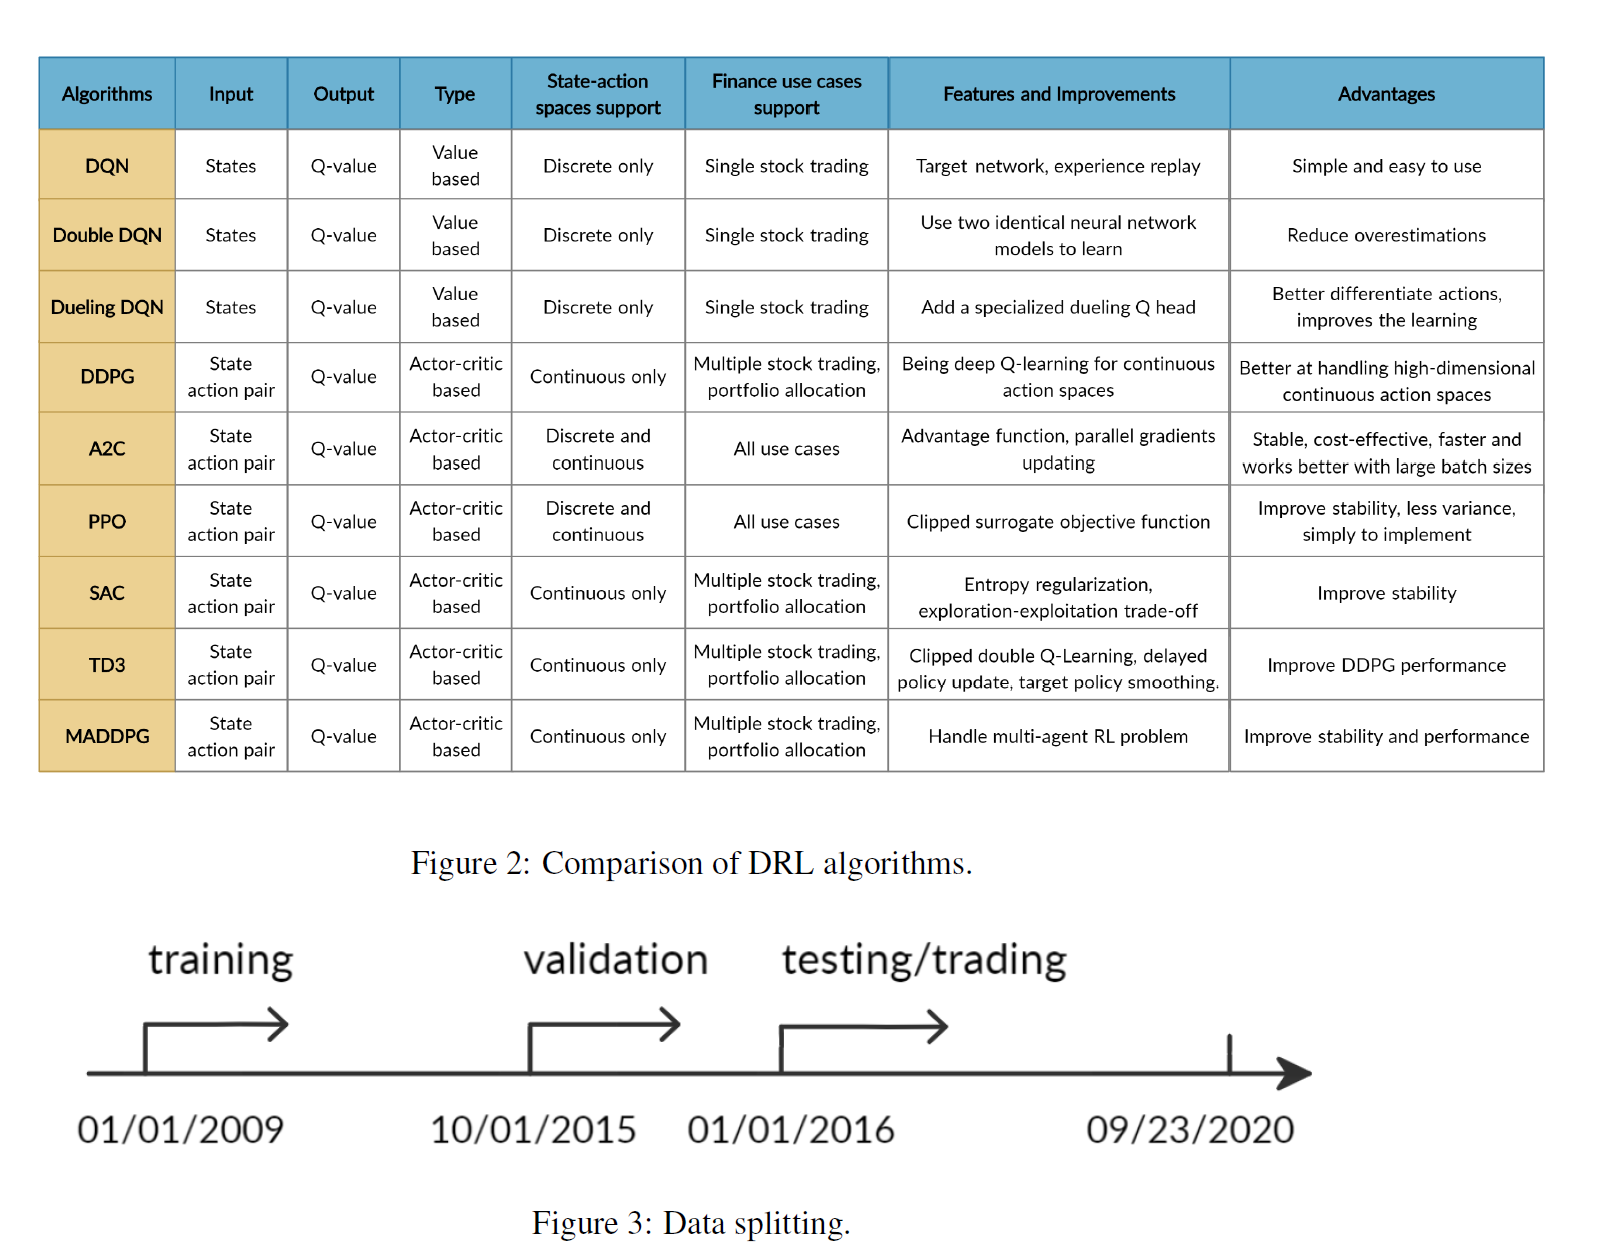 Algorithms Input Output Type State-action spaces support Finance use cases support Features and Improvements Advantages
DQN States Q-value Value based Discrete only Single stock trading Target network, experience replay Simple and easy to use
Double DQN States Q-value Value based Discrete only Single stock trading Use two identical neural network models to learn Reduce overestimations
Dueling DQN States Q-value Value based Discrete only Single stock trading Add a specialized dueling Q head Better differentiate actions, improves the learning
DDPG State action pair Q-value Actor-critic based Continuous only Multiple stock trading, portfolio allocation Being deep Q-learning for continuous action spaces Better at handling high-dimensional continuous action spaces
A2C State action pair Q-value Actor-critic based Discrete and continuous All use cases Advantage function, parallel gradients updating Stable, cost-effective, faster and works better with large batch sizes
PPO State action pair Q-value Actor-critic based Discrete and continuous All use cases Clipped surrogate objective function Improve stability, less variance, simply to implement
SAC State action pair Q-value Actor-critic based Continuous only Multiple stock trading, portfolio allocation Entropy regularization, exploration-exploitation trade-off Improve stability
TD3 State action pair Q-value Actor-critic based Continuous only Multiple stock trading, portfolio allocation Clipped double Q-Learning, delayed policy update, target policy smoothing. Improve DDPG performance
MADDPG State action pair Q-value Actor-critic based Continuous only Multiple stock trading, portfolio allocation Handle multi-agent RL problem Improve stability and performance
Figure 2: Comparison of DRL algorithms.
training validation testing/trading
01/01/2009 10/01/2015 01/01/2016 09/23/2020
Figure 3: Data splitting.